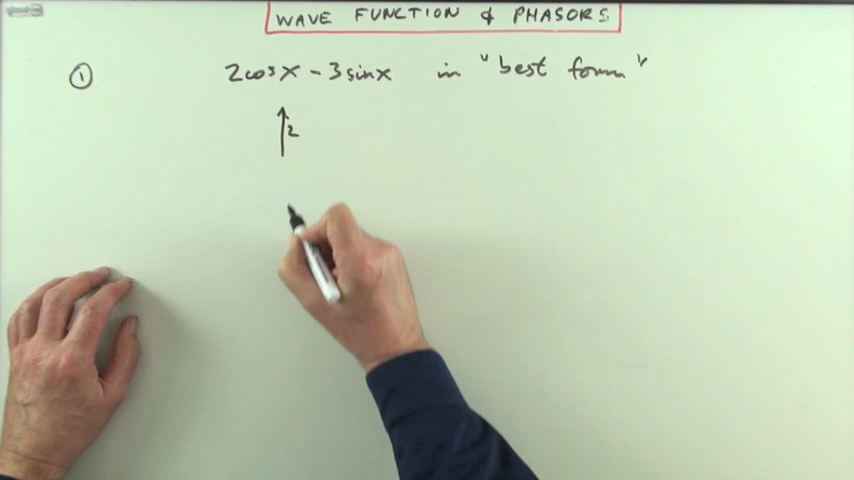 WAVE FUNCTION & PHASORS
① 2cosx - 3sinx in "best form"
2